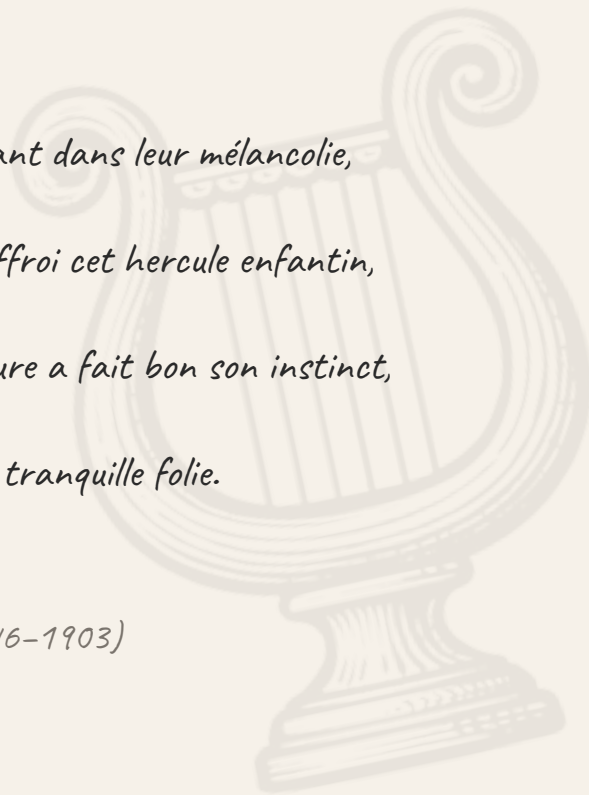 ant dans leur mélancolie,
ffroi cet hercule enfantin,
ure a fait bon son instinct,
tranquille folie.
6–1903)